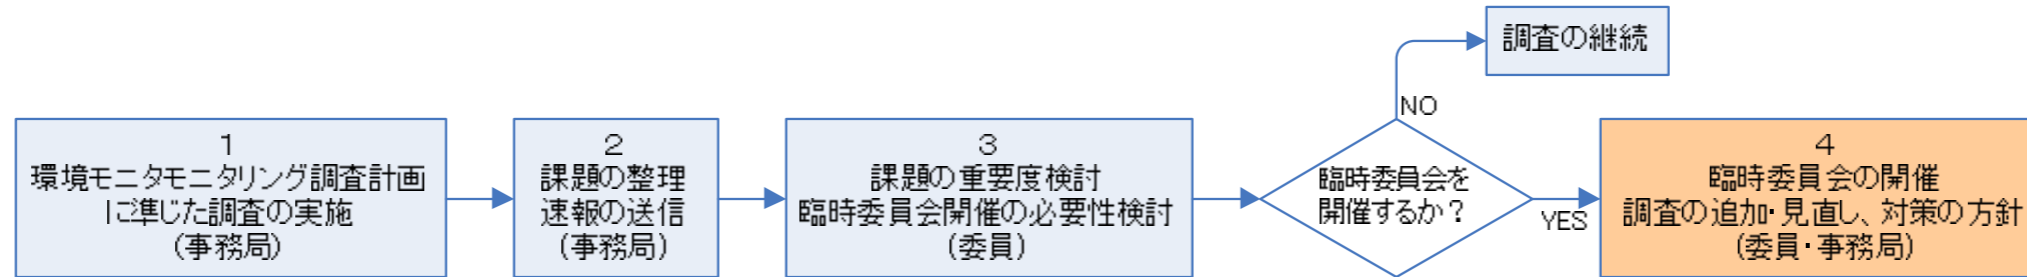 1
環境モニタモニタリング調査計画
に準じた調査の実施
(事務局)
2
課題の整理
速報の送信
(事務局)
3
課題の重要度検討
臨時委員会開催の必要性検討
(委員)
臨時委員会を
開催するか？
NO
調査の継続
YES
4
臨時委員会の開催
調査の追加・見直し、対策の方針
(委員・事務局)